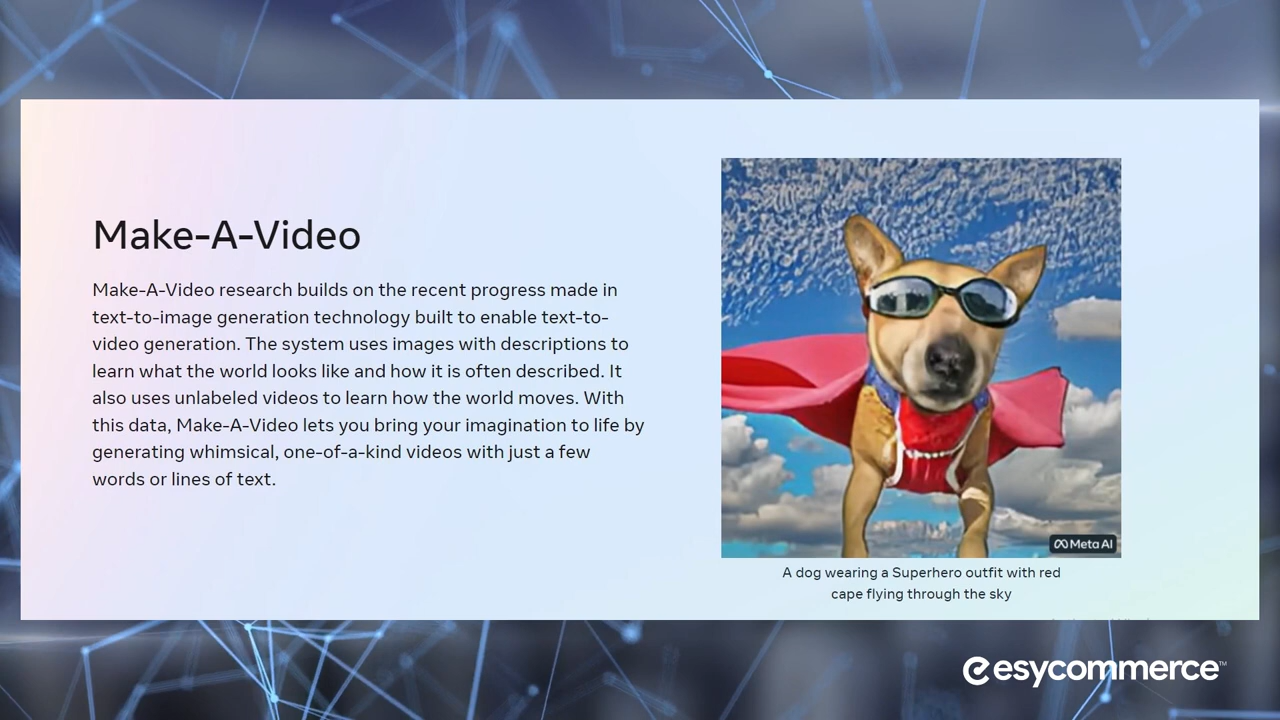 Make-A-Video
Make-A-Video research builds on the recent progress made in
text-to-image generation technology built to enable text-to-
video generation. The system uses images with descriptions to
learn what the world looks like and how it is often described. It
also uses unlabeled videos to learn how the world moves. With
this data, Make-A-Video lets you bring your imagination to life by
generating whimsical, one-of-a-kind videos with just a few
words or lines of text.
Meta AI
A dog wearing a Superhero outfit with red
cape flying through the sky
esycommerce™